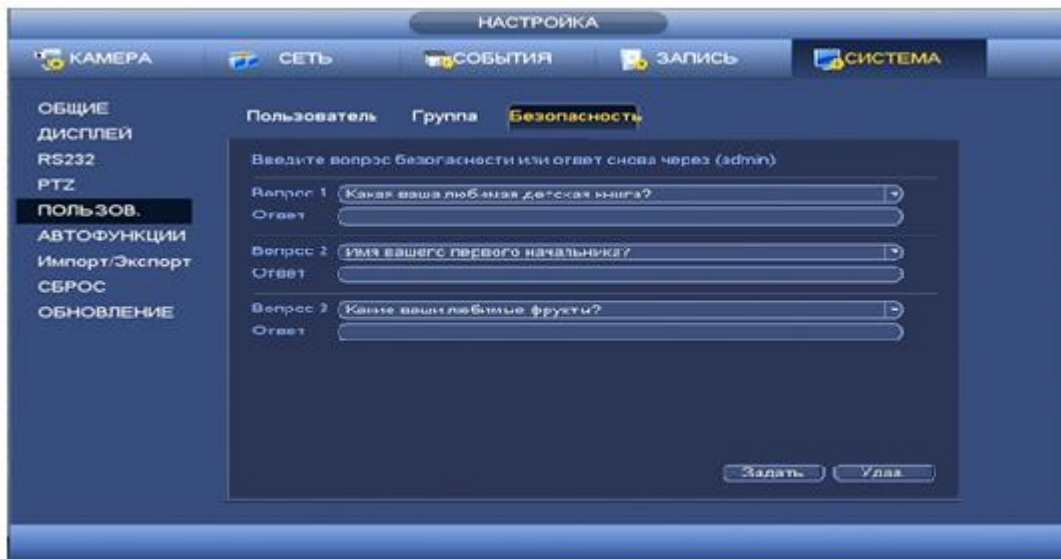 НАСТРОЙКА
КАМЕРА СЕТЬ СОБЫТИЯ ЗАПИСЬ СИСТЕМА
ОБЩИЕ
ДИСПЛЕЙ
RS232
PTZ
ПОЛЬЗОВ.
АВТОФУНКЦИИ
Импорт/Экспорт
СБРОС
ОБНОВЛЕНИЕ
Пользователь Группа Безопасность
Введите вопрос безопасности или ответ снова через (admin)
Вопрос 1 Какая ваша любимая детская книга?
Ответ
Вопрос 2 Имя вашего первого начальника?
Ответ
Вопрос 3 Какие ваши любимые фрукты?
Ответ
Задать Удал.